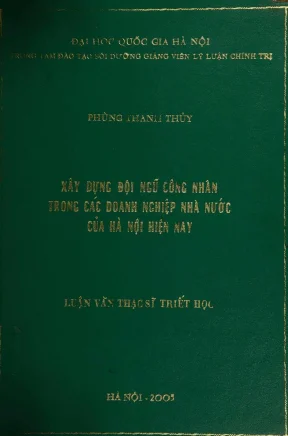 ĐẠI HỌC QUỐC GIA HÀ NỘI
TRUNG TÂM ĐÀO TẠO BỒI DƯỠNG GIẢNG VIÊN LÝ LUẬN CHÍNH TRỊ
PHÙNG THANH THỦY
XÂY DỰNG ĐỘI NGŨ CÔNG NHÂN
TRONG CÁC DOANH NGHIỆP NHÀ NƯỚC
CỦA HÀ NỘI HIỆN NAY
LUẬN VĂN THẠC SĨ TRIẾT HỌC
HÀ NỘI - 2005